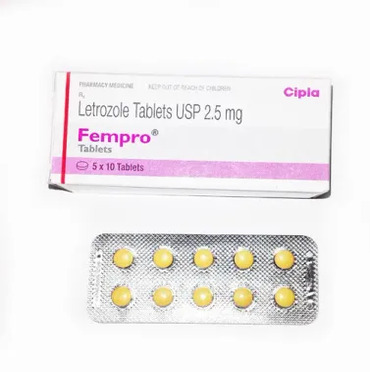 PHARMACY MEDICINE KEEP OUT OF REACH OF CHILDREN
Rx
Cipla
Letrozole Tablets USP 2.5 mg
Fempro®
Tablets
5 x 10 Tablets